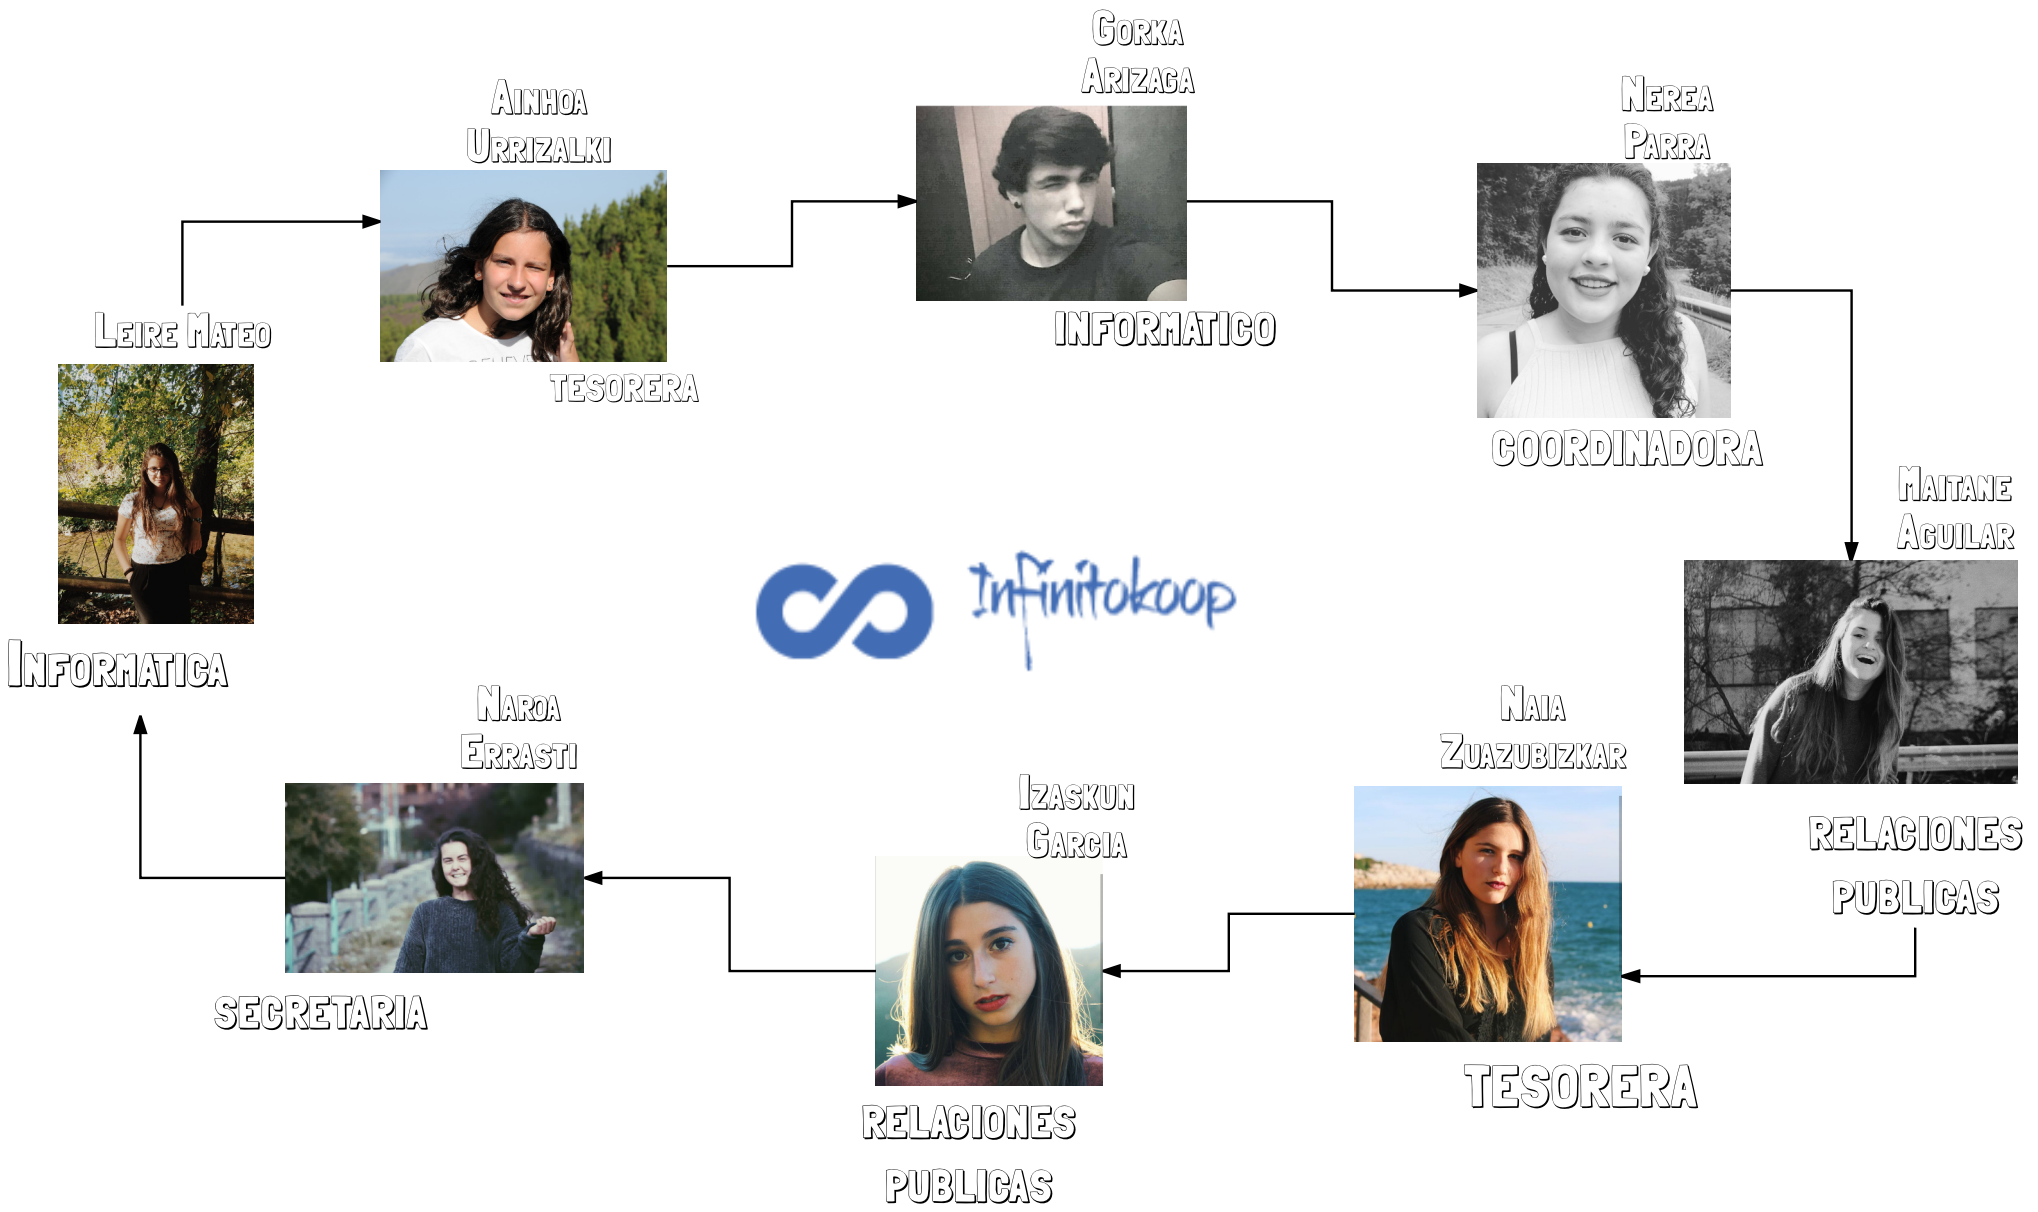 Gorka
Arizaga
INFORMATICO
Ainhoa
Urrizalki
TESORERA
Nerea
Parra
COORDINADORA
Leire Mateo
Informatica
Maitane
Aguilar
RELACIONES
PUBLICAS
Infinitokoop
Naroa
Errasti
SECRETARIA
Izaskun
Garcia
RELACIONES
PUBLICAS
Naia
Zuazubizkar
TESORERA